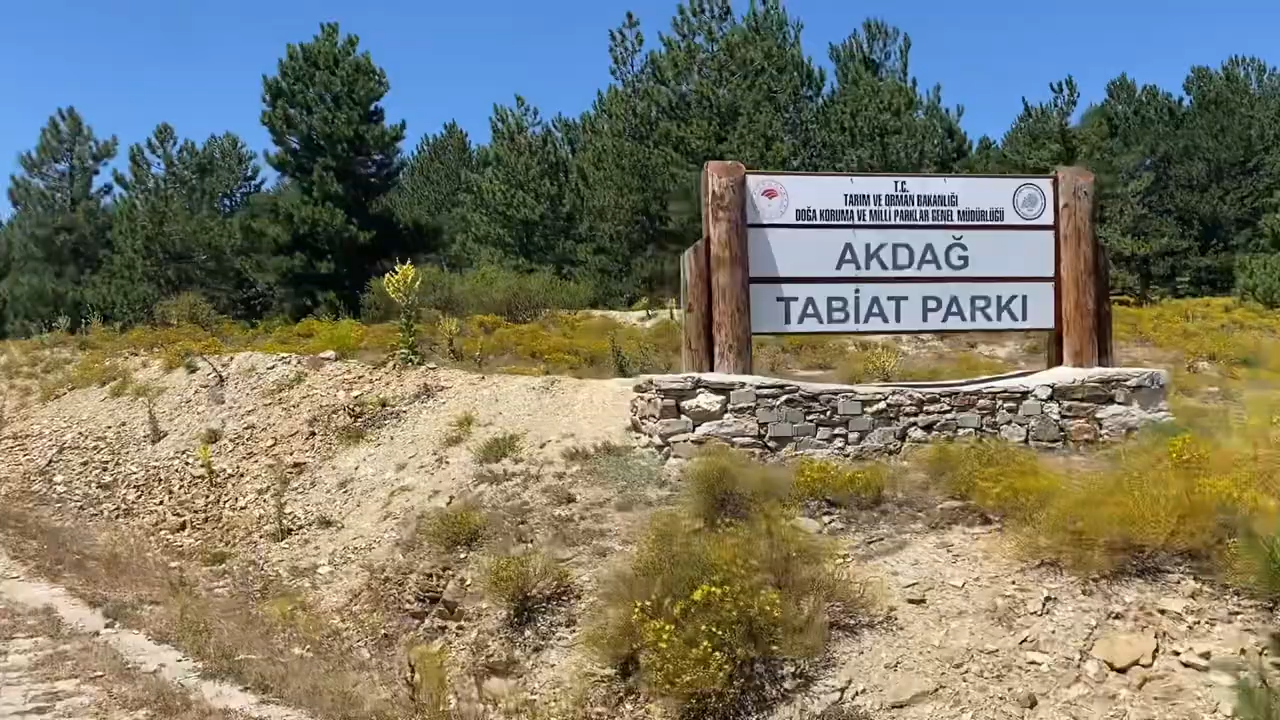 T.C.
TARIM VE ORMAN BAKANLIĞI
DOĞA KORUMA VE MİLLİ PARKLAR GENEL MÜDÜRLÜĞÜ
AKDAĞ
TABİAT PARKI